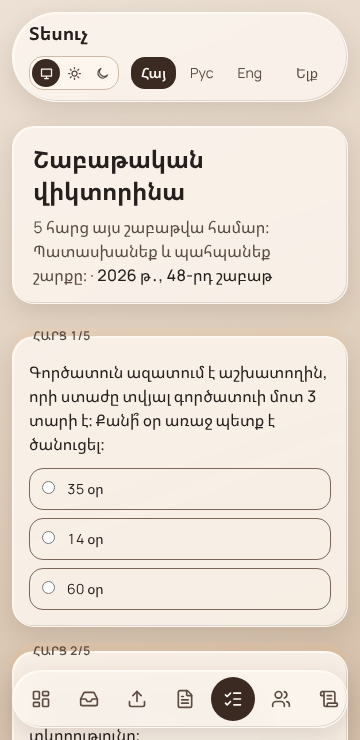 Տեսուչ
Հայ Рус Eng Ելք
Շաբաթական
վիկտորինա
5 հարց այս շաբաթվա համար:
Պատասխանեք և պահպանեք
շարքը: · 2026 թ., 48-րդ շաբաթ
ՀԱՐՑ 1/5
Գործատուն ազատում է աշխատողին,
որի ստաժը տվյալ գործատուի մոտ 3
տարի է: Քանի՞ օր առաջ պետք է
ծանուցել:
35 օր
14 օր
60 օր
ՀԱՐՑ 2/5